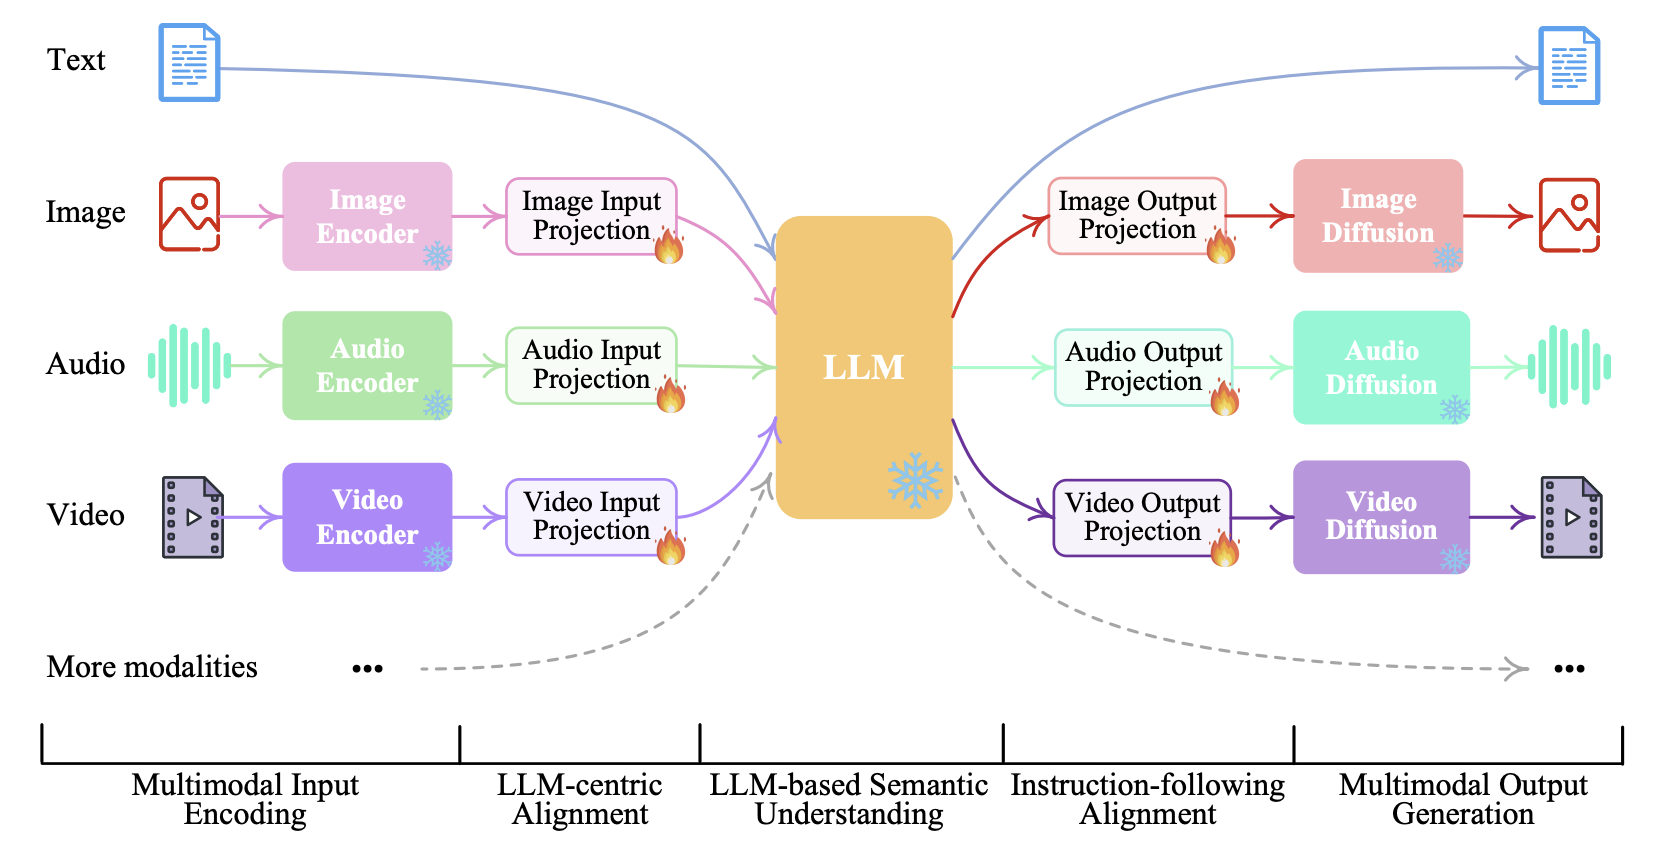 Text
Image
Image
Encoder
Image Input
Projection
Image Output
Projection
Image
Diffusion
Audio
Audio
Encoder
Audio Input
Projection
LLM
Audio Output
Projection
Audio
Diffusion
Video
Video
Encoder
Video Input
Projection
Video Output
Projection
Video
Diffusion
More modalities
...
...
Multimodal Input
Encoding
LLM-centric
Alignment
LLM-based Semantic
Understanding
Instruction-following
Alignment
Multimodal Output
Generation